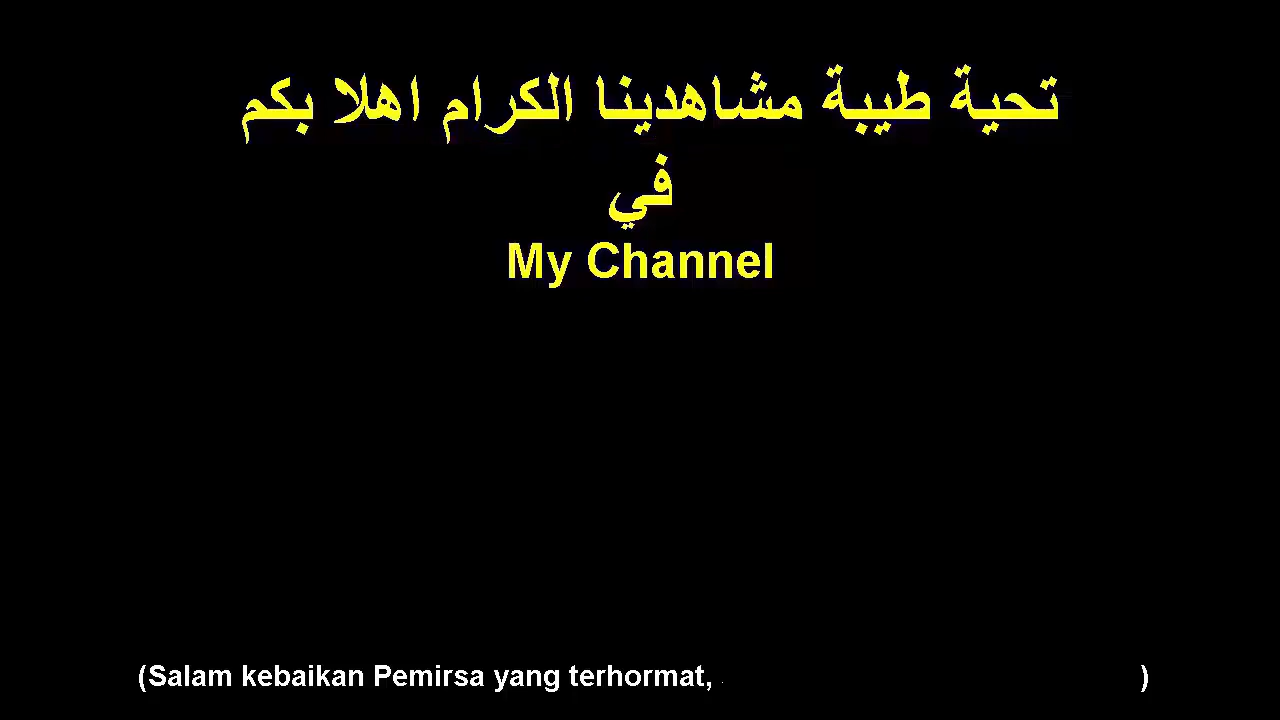 تحية طيبة مشاهدينا الكرام اهلا بكم
في
My Channel
(Salam kebaikan Pemirsa yang terhormat, )